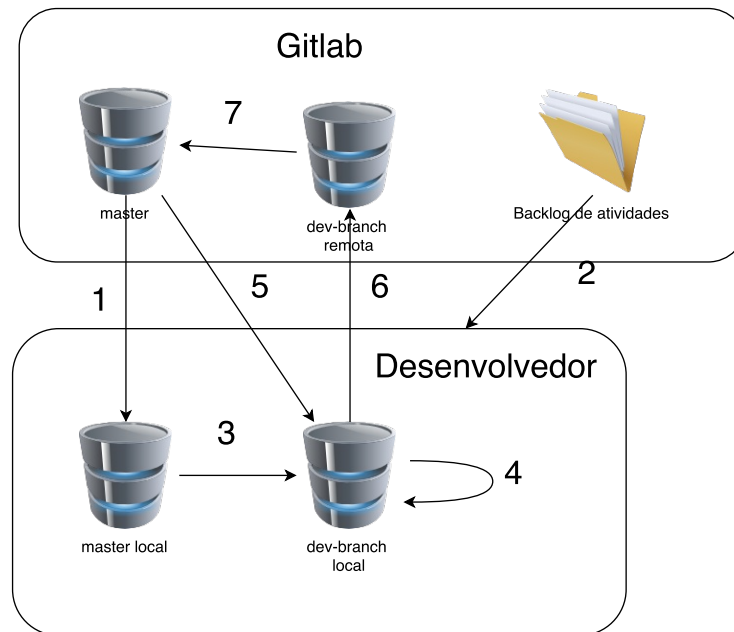 Gitlab
7
master
dev-branch
remota
Backlog de atividades
1
5
6
2
Desenvolvedor
3
4
master local
dev-branch
local